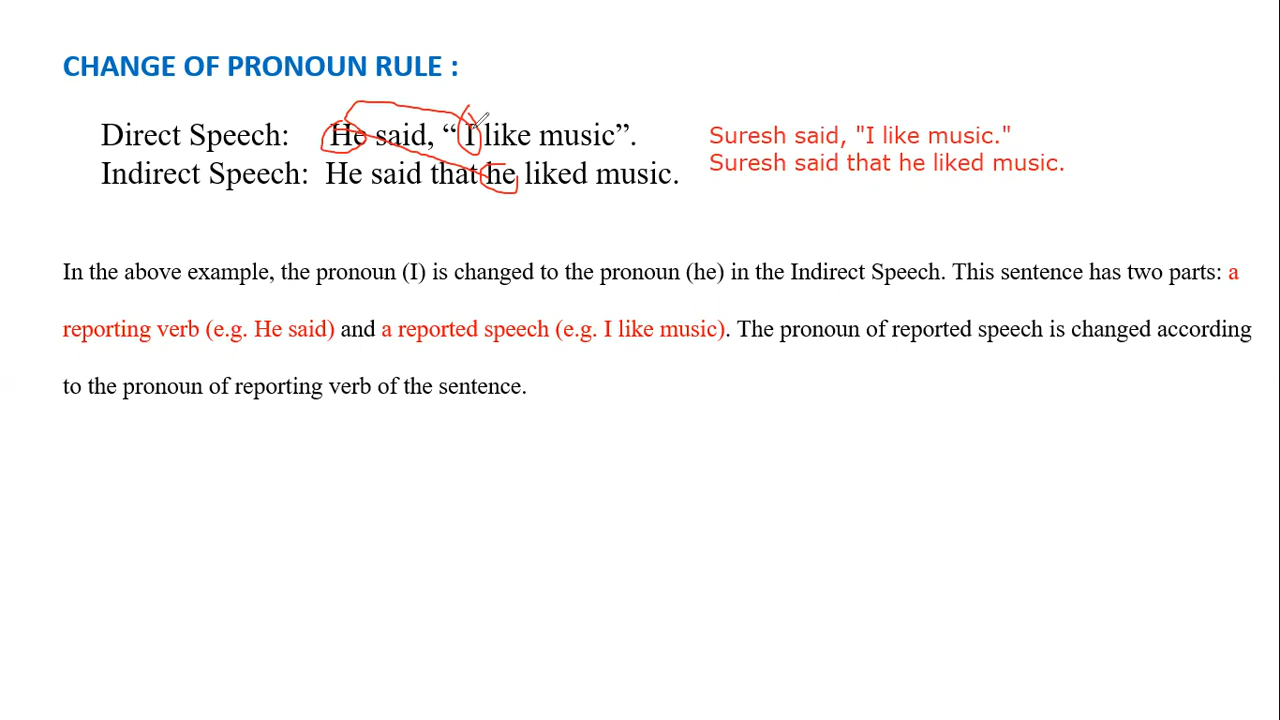 CHANGE OF PRONOUN RULE :
Direct Speech: He said, “ I like music”.
Indirect Speech: He said that he liked music.
Suresh said, "I like music."
Suresh said that he liked music.
In the above example, the pronoun (I) is changed to the pronoun (he) in the Indirect Speech. This sentence has two parts: a
reporting verb (e.g. He said) and a reported speech (e.g. I like music). The pronoun of reported speech is changed according
to the pronoun of reporting verb of the sentence.